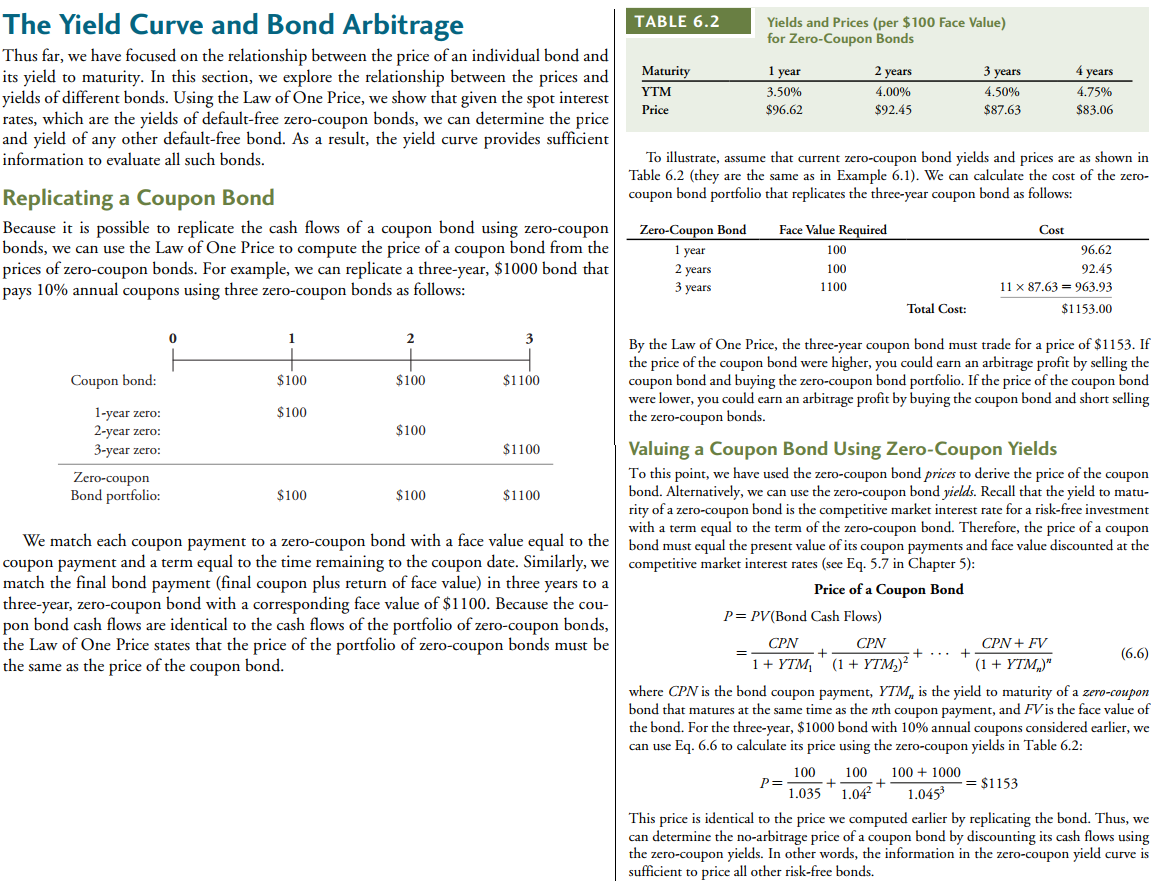 The Yield Curve and Bond Arbitrage
Thus far, we have focused on the relationship between the price of an individual bond and
its yield to maturity. In this section, we explore the relationship between the prices and
yields of different bonds. Using the Law of One Price, we show that given the spot interest
rates, which are the yields of default-free zero-coupon bonds, we can determine the price
and yield of any other default-free bond. As a result, the yield curve provides sufficient
information to evaluate all such bonds.
Replicating a Coupon Bond
Because it is possible to replicate the cash flows of a coupon bond using zero-coupon
bonds, we can use the Law of One Price to compute the price of a coupon bond from the
prices of zero-coupon bonds. For example, we can replicate a three-year, $1000 bond that
pays 10% annual coupons using three zero-coupon bonds as follows:
0 1 2 3
Coupon bond: $100 $100 $1100
1-year zero: $100
2-year zero: $100
3-year zero: $1100
Zero-coupon
Bond portfolio: $100 $100 $1100
We match each coupon payment to a zero-coupon bond with a face value equal to the
coupon payment and a term equal to the time remaining to the coupon date. Similarly, we
match the final bond payment (final coupon plus return of face value) in three years to a
three-year, zero-coupon bond with a corresponding face value of $1100. Because the cou-
pon bond cash flows are identical to the cash flows of the portfolio of zero-coupon bonds,
the Law of One Price states that the price of the portfolio of zero-coupon bonds must be
the same as the price of the coupon bond.
TABLE 6.2 Yields and Prices (per $100 Face Value)
for Zero-Coupon Bonds
Maturity 1 year 2 years 3 years 4 years
YTM 3.50% 4.00% 4.50% 4.75%
Price $96.62 $92.45 $87.63 $83.06
To illustrate, assume that current zero-coupon bond yields and prices are as shown in
Table 6.2 (they are the same as in Example 6.1). We can calculate the cost of the zero-
coupon bond portfolio that replicates the three-year coupon bond as follows:
Zero-Coupon Bond Face Value Required Cost
1 year 100 96.62
2 years 100 92.45
3 years 1100 11 × 87.63 = 963.93
Total Cost: $1153.00
By the Law of One Price, the three-year coupon bond must trade for a price of $1153. If
the price of the coupon bond were higher, you could earn an arbitrage profit by selling the
coupon bond and buying the zero-coupon bond portfolio. If the price of the coupon bond
were lower, you could earn an arbitrage profit by buying the coupon bond and short selling
the zero-coupon bonds.
Valuing a Coupon Bond Using Zero-Coupon Yields
To this point, we have used the zero-coupon bond prices to derive the price of the coupon
bond. Alternatively, we can use the zero-coupon bond yields. Recall that the yield to matu-
rity of a zero-coupon bond is the competitive market interest rate for a risk-free investment
with a term equal to the term of the zero-coupon bond. Therefore, the price of a coupon
bond must equal the present value of its coupon payments and face value discounted at the
competitive market interest rates (see Eq. 5.7 in Chapter 5):
Price of a Coupon Bond
P = PV(Bond Cash Flows)
= CPN/(1 + YTM₁) + CPN/(1 + YTM₂)² + · · · + (CPN + FV)/(1 + YTMₙ)ⁿ (6.6)
where CPN is the bond coupon payment, YTMₙ is the yield to maturity of a zero-coupon
bond that matures at the same time as the nth coupon payment, and FV is the face value of
the bond. For the three-year, $1000 bond with 10% annual coupons considered earlier, we
can use Eq. 6.6 to calculate its price using the zero-coupon yields in Table 6.2:
P = 100/1.035 + 100/1.04² + (100 + 1000)/1.045³ = $1153
This price is identical to the price we computed earlier by replicating the bond. Thus, we
can determine the no-arbitrage price of a coupon bond by discounting its cash flows using
the zero-coupon yields. In other words, the information in the zero-coupon yield curve is
sufficient to price all other risk-free bonds.